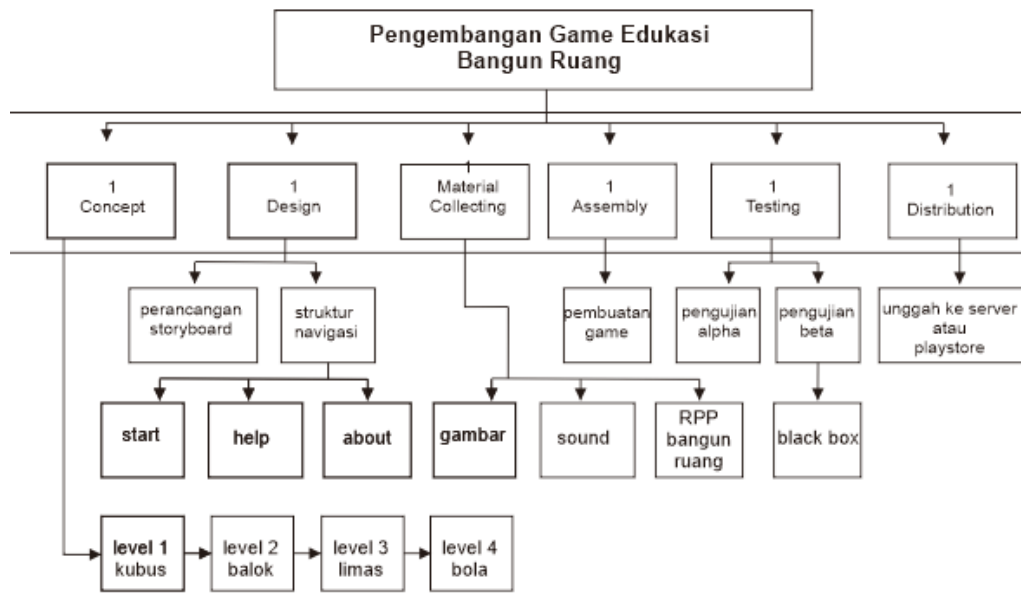 Pengembangan Game Edukasi
Bangun Ruang
1
Concept
1
Design
1
Material
Collecting
1
Assembly
1
Testing
1
Distribution
perancangan
storyboard
struktur
navigasi
pembuatan
game
pengujian
alpha
pengujian
beta
unggah ke server
atau
playstore
start
help
about
gambar
sound
RPP
bangun
ruang
black box
level 1
kubus
level 2
balok
level 3
limas
level 4
bola